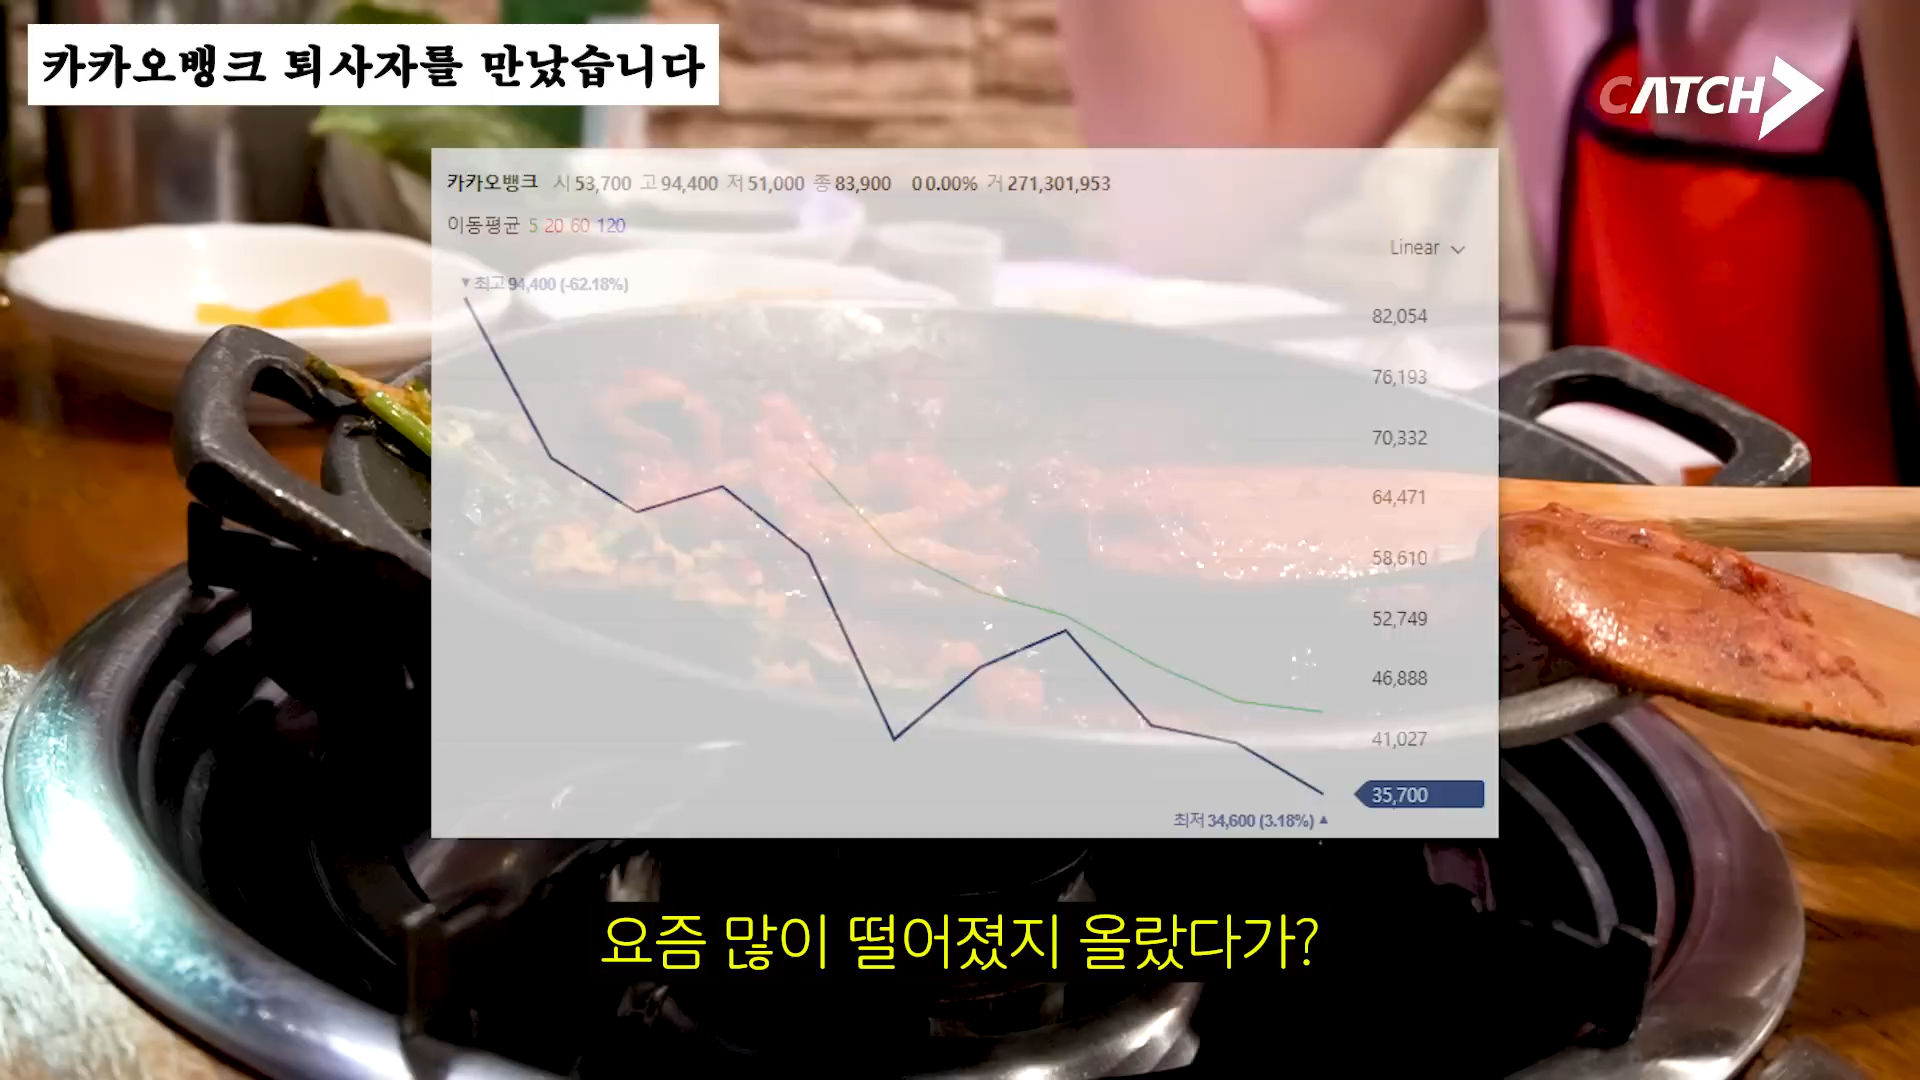 카카오뱅크 퇴사자를 만났습니다
CATCH
카카오뱅크 시 53,700 고 94,400 저 51,000 종 83,900 0 0.00% 거 271,301,953
이동평균 5 20 60 120
Linear
▼최고 94,400 (-62.18%)
82,054
76,193
70,332
64,471
58,610
52,749
46,888
41,027
35,700
최저 34,600 (3.18%) ▲
요즘 많이 떨어졌지 올랐다가?